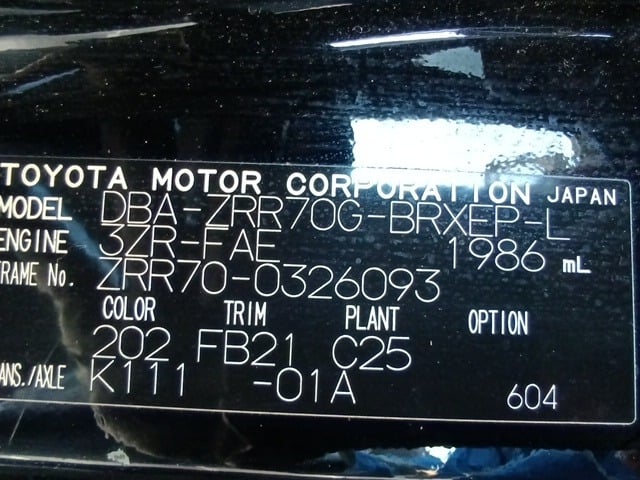 TOYOTA MOTOR CORPORATION JAPAN
MODEL DBA-ZRR70G-BRXEP-L
ENGINE 3ZR-FAE 1986 mL
FRAME No. ZRR70-0326093
COLOR TRIM PLANT OPTION
202 FB21 C25
ANS./AXLE K111 -01A 604